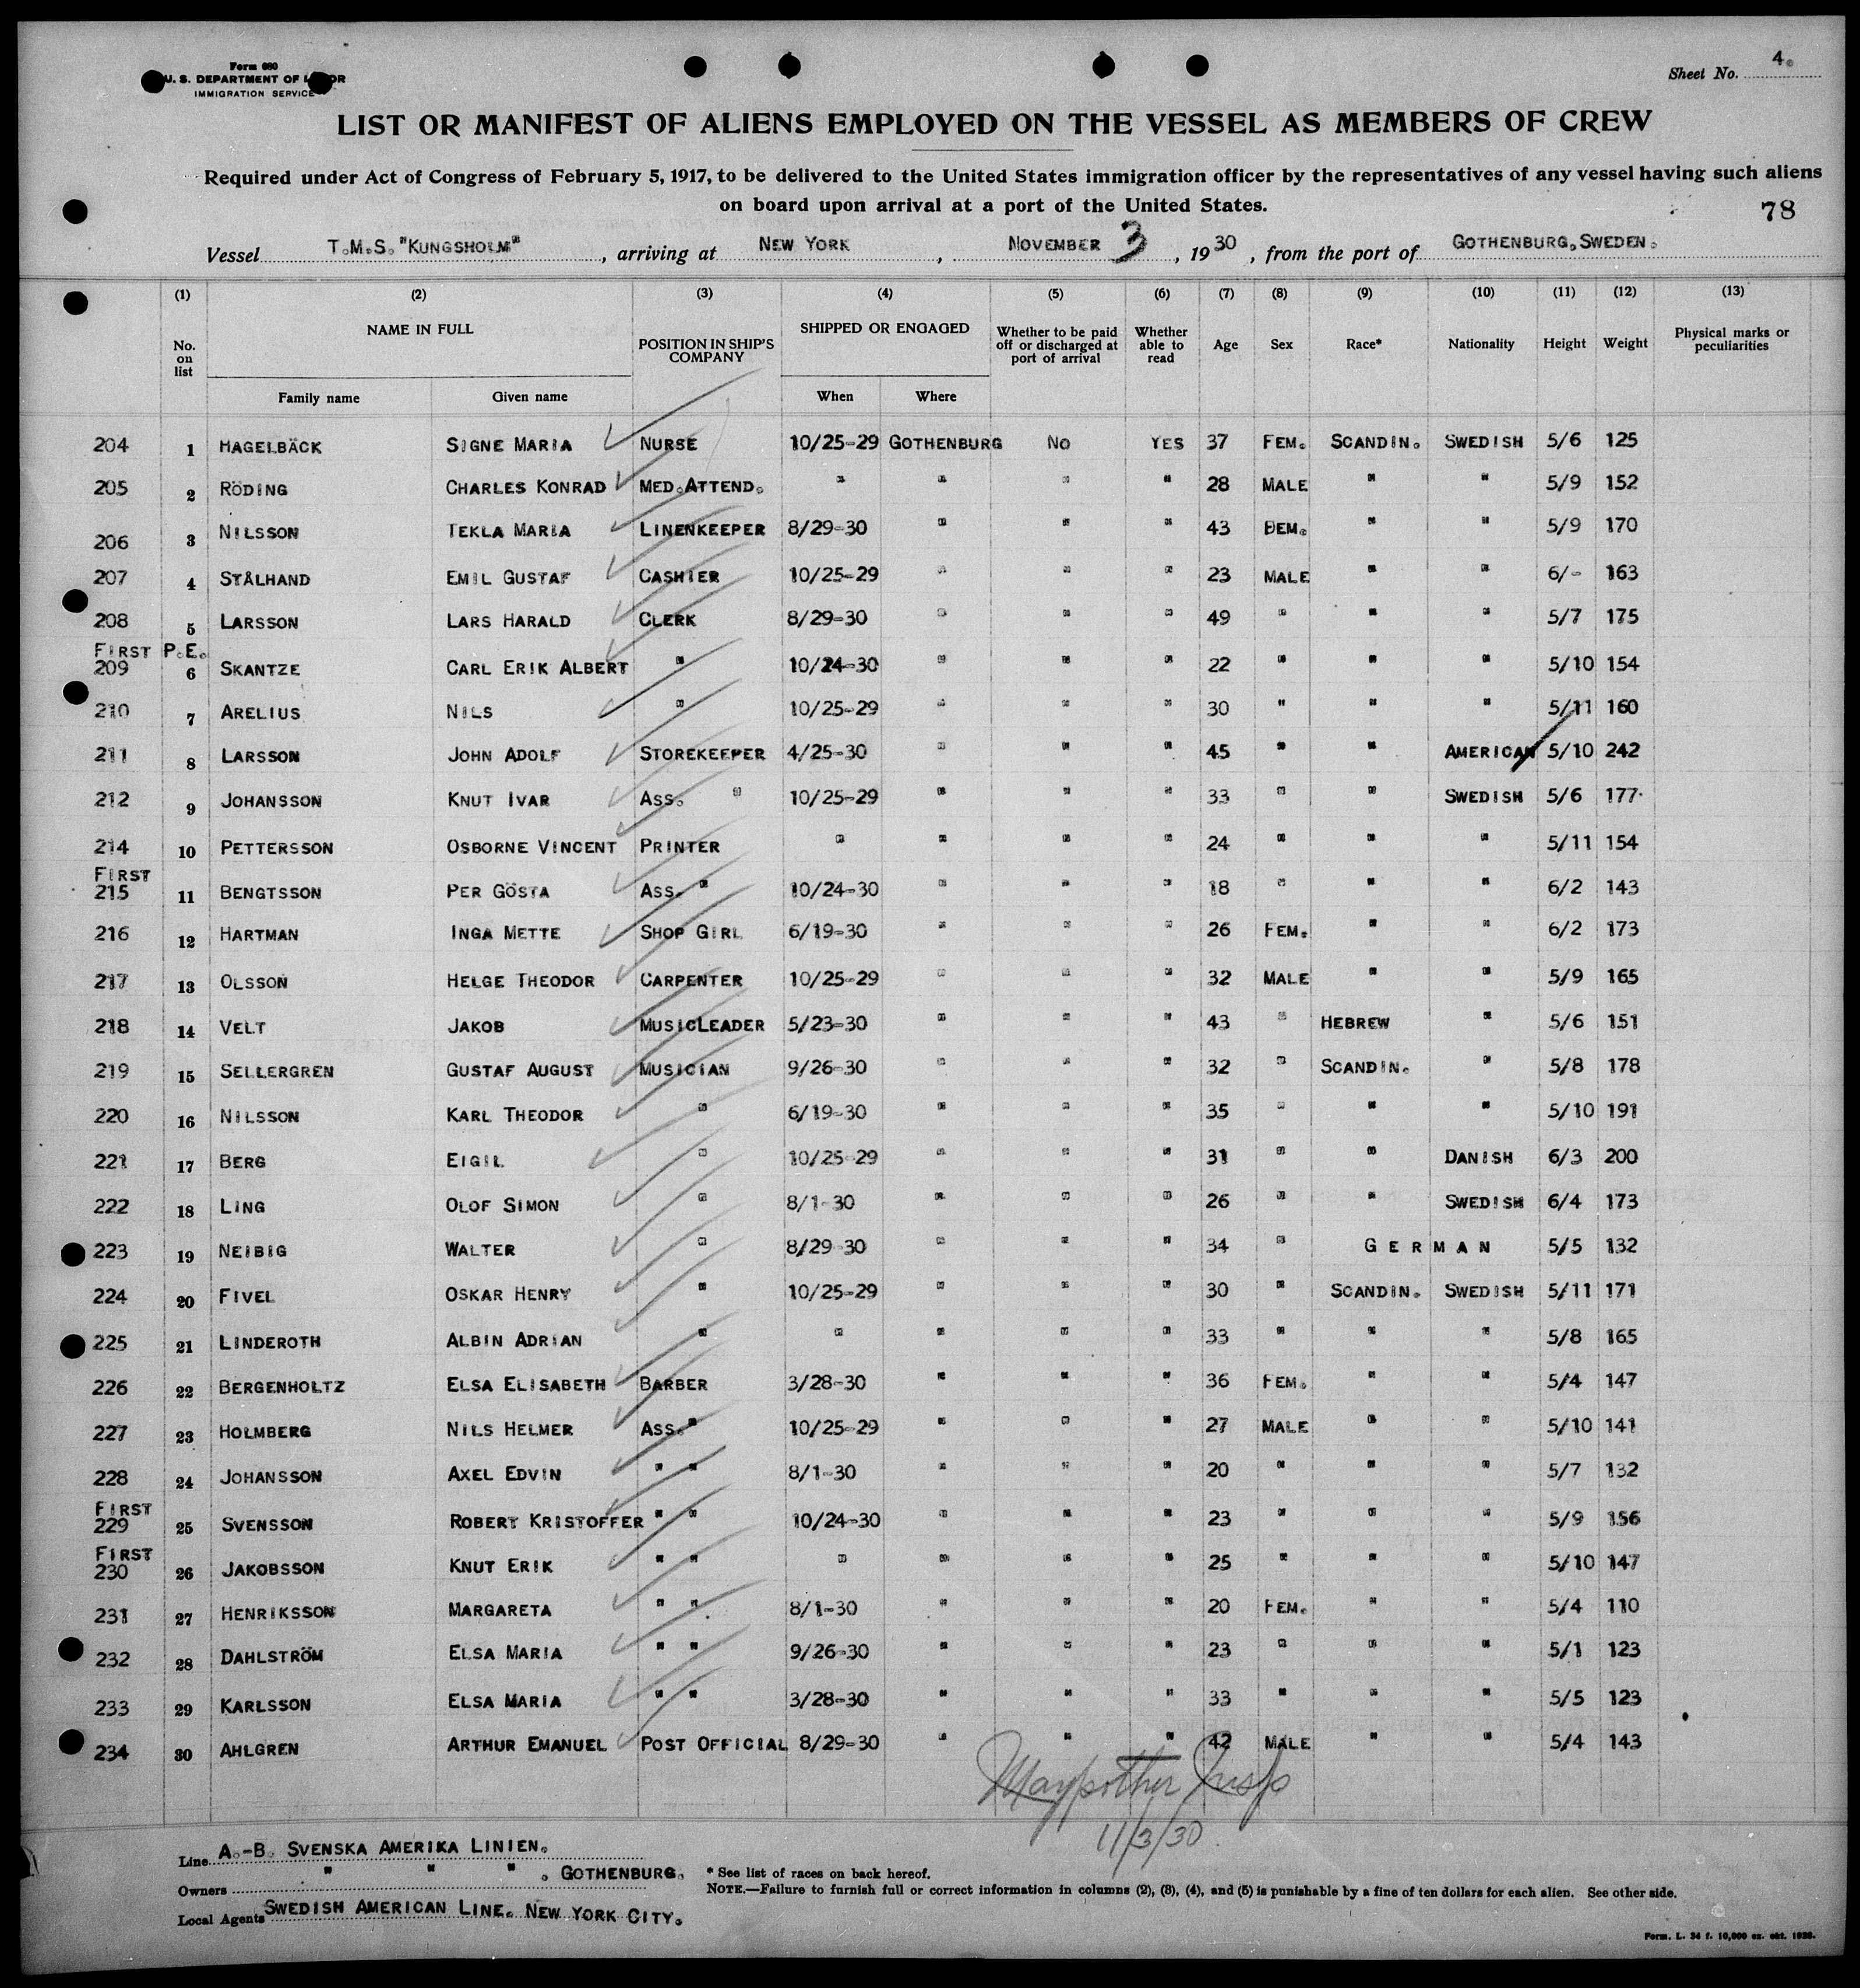 Form 680
U. S. DEPARTMENT OF LABOR
IMMIGRATION SERVICE
Sheet No. 4.
LIST OR MANIFEST OF ALIENS EMPLOYED ON THE VESSEL AS MEMBERS OF CREW
Required under Act of Congress of February 5, 1917, to be delivered to the United States immigration officer by the representatives of any vessel having such aliens
on board upon arrival at a port of the United States.
78
Vessel T.M.S. "KUNGSHOLM", arriving at NEW YORK, NOVEMBER 3, 1930, from the port of GOTHENBURG, SWEDEN.
(1) (2) (3) (4) (5) (6) (7) (8) (9) (10) (11) (12) (13)
No. on list NAME IN FULL Family name Given name POSITION IN SHIP'S COMPANY SHIPPED OR ENGAGED When Where Whether to be paid off or discharged at port of arrival Whether able to read Age Sex Race* Nationality Height Weight Physical marks or peculiarities
204 1 HAGELBÄCK SIGNE MARIA NURSE 10/25-29 GOTHENBURG NO YES 37 FEM. SCANDIN. SWEDISH 5/6 125
205 2 RÖDING CHARLES KONRAD MED.ATTEND. " " " " 28 MALE " " 5/9 152
206 3 NILSSON TEKLA MARIA LINENKEEPER 8/29-30 " " " 43 BEM. " " 5/9 170
207 4 STÅLHAND EMIL GUSTAF CASHIER 10/25-29 " " " 23 MALE " " 6/- 163
208 5 LARSSON LARS HARALD CLERK 8/29-30 " " " 49 " " " 5/7 175
FIRST P.E.
209 6 SKANTZE CARL ERIK ALBERT " 10/24-30 " " " 22 " " " 5/10 154
210 7 ARELIUS NILS " 10/25-29 " " " 30 " " " 5/11 160
211 8 LARSSON JOHN ADOLF STOREKEEPER 4/25-30 " " " 45 " " AMERICAN 5/10 242
212 9 JOHANSSON KNUT IVAR ASS. " 10/25-29 " " " 33 " " SWEDISH 5/6 177
214 10 PETTERSSON OSBORNE VINCENT PRINTER " " " " 24 " " " 5/11 154
FIRST
215 11 BENGTSSON PER GÖSTA ASS. " 10/24-30 " " " 18 " " " 6/2 143
216 12 HARTMAN INGA METTE SHOP GIRL 6/19-30 " " " 26 FEM. " " 6/2 173
217 13 OLSSON HELGE THEODOR CARPENTER 10/25-29 " " " 32 MALE " " 5/9 165
218 14 VELT JAKOB MUSICLEADER 5/23-30 " " " 43 " HEBREW " 5/6 151
219 15 SELLERGREN GUSTAF AUGUST MUSICIAN 9/26-30 " " " 32 " SCANDIN. " 5/8 178
220 16 NILSSON KARL THEODOR " 6/19-30 " " " 35 " " " 5/10 191
221 17 BERG EIGIL " 10/25-29 " " " 31 " " DANISH 6/3 200
222 18 LING OLOF SIMON " 8/1-30 " " " 26 " " SWEDISH 6/4 173
223 19 NEIBIG WALTER " 8/29-30 " " " 34 " GERMAN 5/5 132
224 20 FIVEL OSKAR HENRY " 10/25-29 " " " 30 " SCANDIN. SWEDISH 5/11 171
225 21 LINDEROTH ALBIN ADRIAN " " " " " 33 " " " 5/8 165
226 22 BERGENHOLTZ ELSA ELISABETH BARBER 3/28-30 " " " 36 FEM. " " 5/4 147
227 23 HOLMBERG NILS HELMER ASS. " 10/25-29 " " " 27 MALE " " 5/10 141
228 24 JOHANSSON AXEL EDVIN " " 8/1-30 " " " 20 " " " 5/7 132
FIRST
229 25 SVENSSON ROBERT KRISTOFFER " " 10/24-30 " " " 23 " " " 5/9 156
FIRST
230 26 JAKOBSSON KNUT ERIK " " " " " " 25 " " " 5/10 147
231 27 HENRIKSSON MARGARETA " " 8/1-30 " " " 20 FEM. " " 5/4 110
232 28 DAHLSTRÖM ELSA MARIA " " 9/26-30 " " " 23 " " " 5/1 123
233 29 KARLSSON ELSA MARIA " " 3/28-30 " " " 33 " " " 5/5 123
234 30 AHLGREN ARTHUR EMANUEL POST OFFICIAL 8/29-30 " " " 42 MALE " " 5/4 143
11/3/30
Line A.-B. SVENSKA AMERIKA LINIEN.
Owners " " " . GOTHENBURG.
Local Agents SWEDISH AMERICAN LINE. NEW YORK CITY.
* See list of races on back hereof.
NOTE.—Failure to furnish full or correct information in columns (2), (3), (4), and (5) is punishable by a fine of ten dollars for each alien. See other side.
Form. L. 34 f. 10,000 ex. okt. 1928.